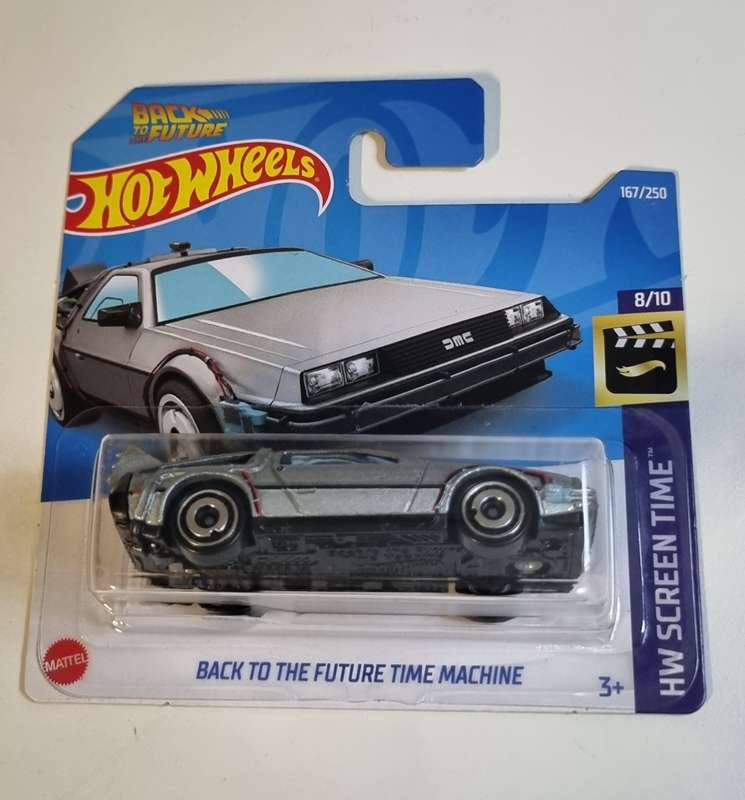 BACK
TO THE FUTURE
HOT WHEELS
167/250
8/10
DMC
HW SCREEN TIME™
MATTEL
BACK TO THE FUTURE TIME MACHINE
3+